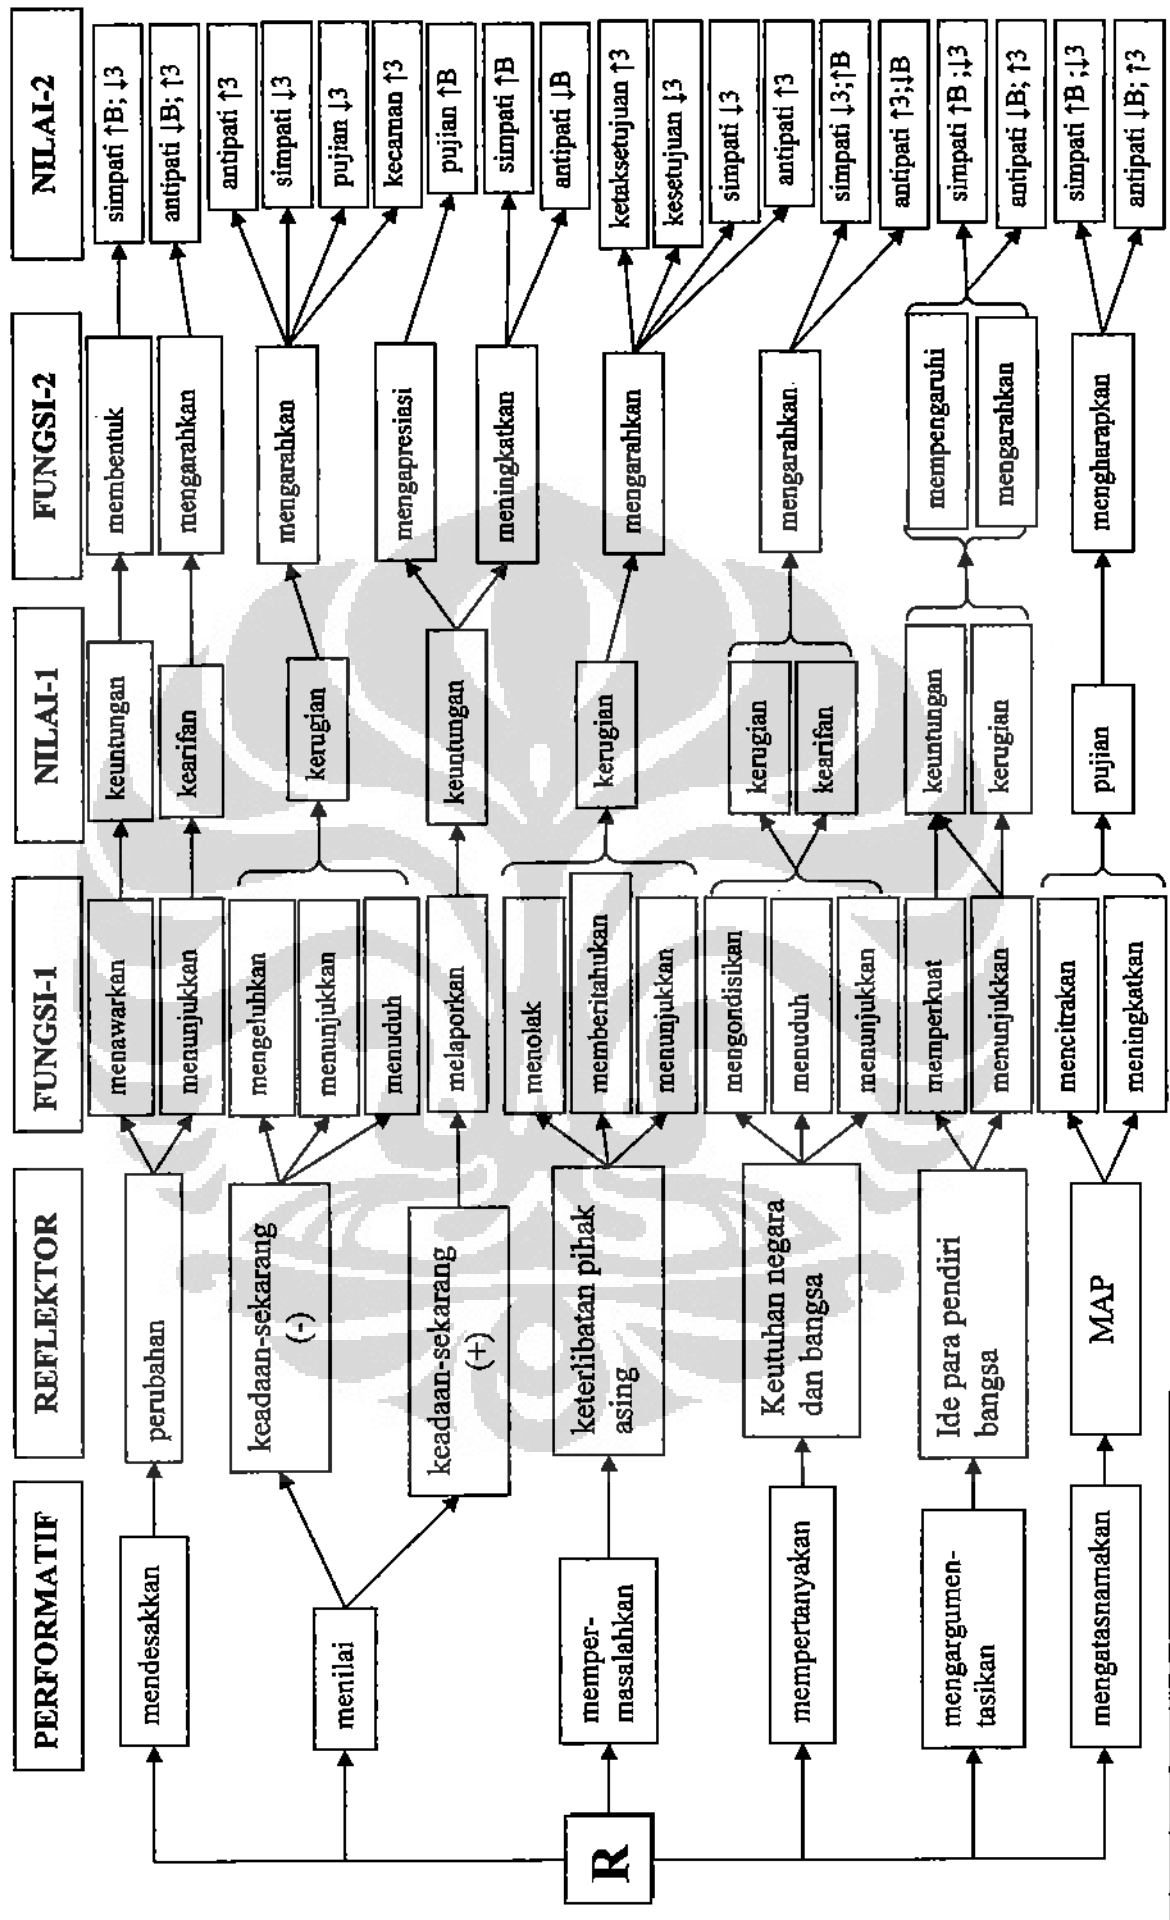 PERFORMATIF
REFLEKTOR
FUNGSI-1
NILAI-1
FUNGSI-2
NILAI-2
R
mendesakkan
menilai
memper-
masalahkan
mempertanyakan
mengargumen-
tasikan
mengatasnamakan
perubahan
keadaan-sekarang
(-)
keadaan-sekarang
(+)
keterlibatan pihak
asing
Keutuhan negara
dan bangsa
Ide para pendiri
bangsa
MAP
menawarkan
menunjukkan
mengeluhkan
menunjukkan
menuduh
melaporkan
menolak
memberitahukan
menunjukkan
mengondisikan
menuduh
menunjukkan
memperkuat
menunjukkan
mencitrakan
meningkatkan
keuntungan
kearifan
kerugian
keuntungan
kerugian
kerugian
kearifan
keuntungan
kerugian
pujian
membentuk
mengarahkan
mengarahkan
mengapresiasi
meningkatkan
mengarahkan
mengarahkan
mempengaruhi
mengarahkan
mengharapkan
simpati ↑B; ↓3
antipati ↓B; ↑3
antipati ↑3
simpati ↓3
pujian ↓3
kecaman ↑3
pujian ↑B
simpati ↑B
antipati ↓B
ketaksetujuan ↑3
kesetujuan ↓3
simpati ↓3
antipati ↑3
simpati ↓3;↑B
antipati ↑3;↓B
simpati ↑B ;↓3
antipati ↓B; ↑3
simpati ↑B ;↓3
antipati ↓B; ↑3